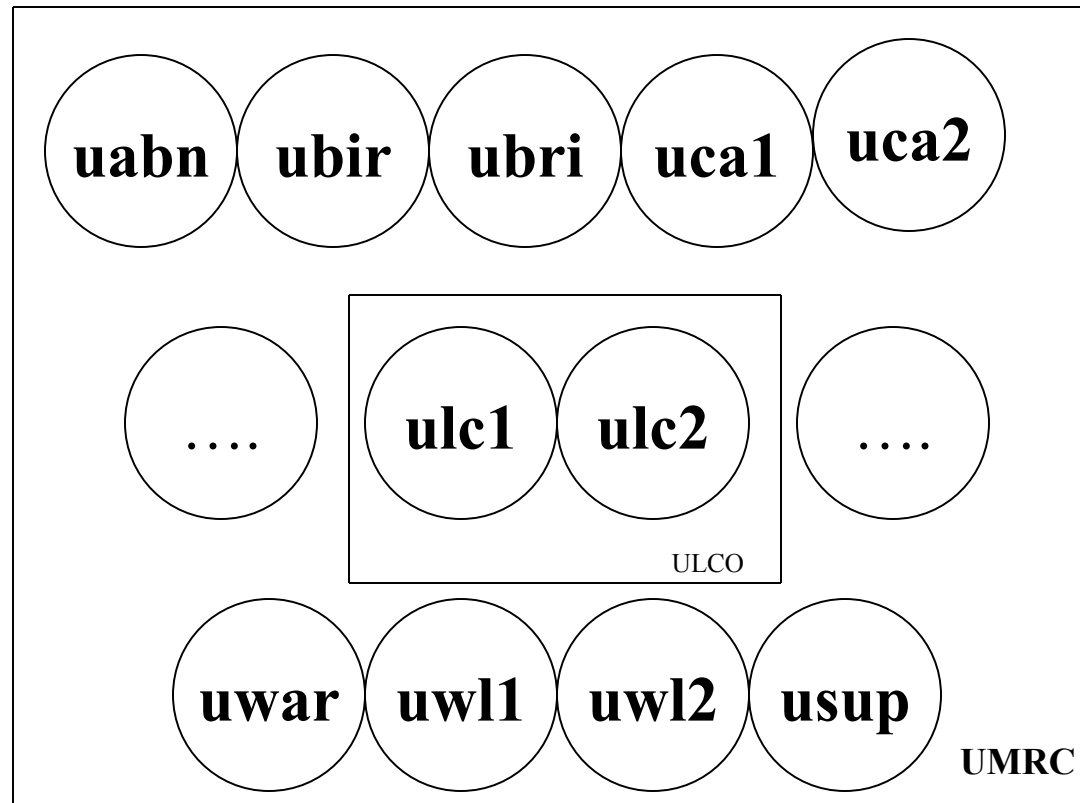 uabn ubir ubri uca1 uca2
…. ulc1 ulc2 ….
ULCO
uwar uwl1 uwl2 usup
UMRC